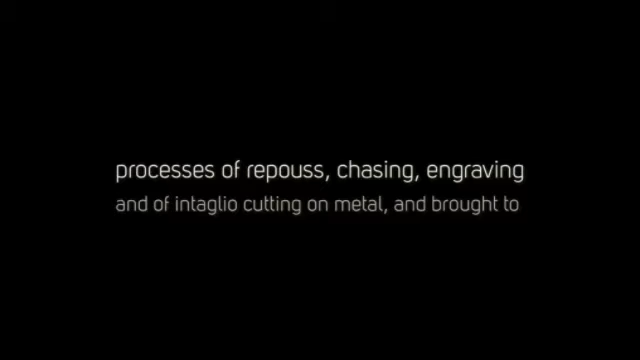 processes of repouss, chasing, engraving
and of intaglio cutting on metal, and brought to